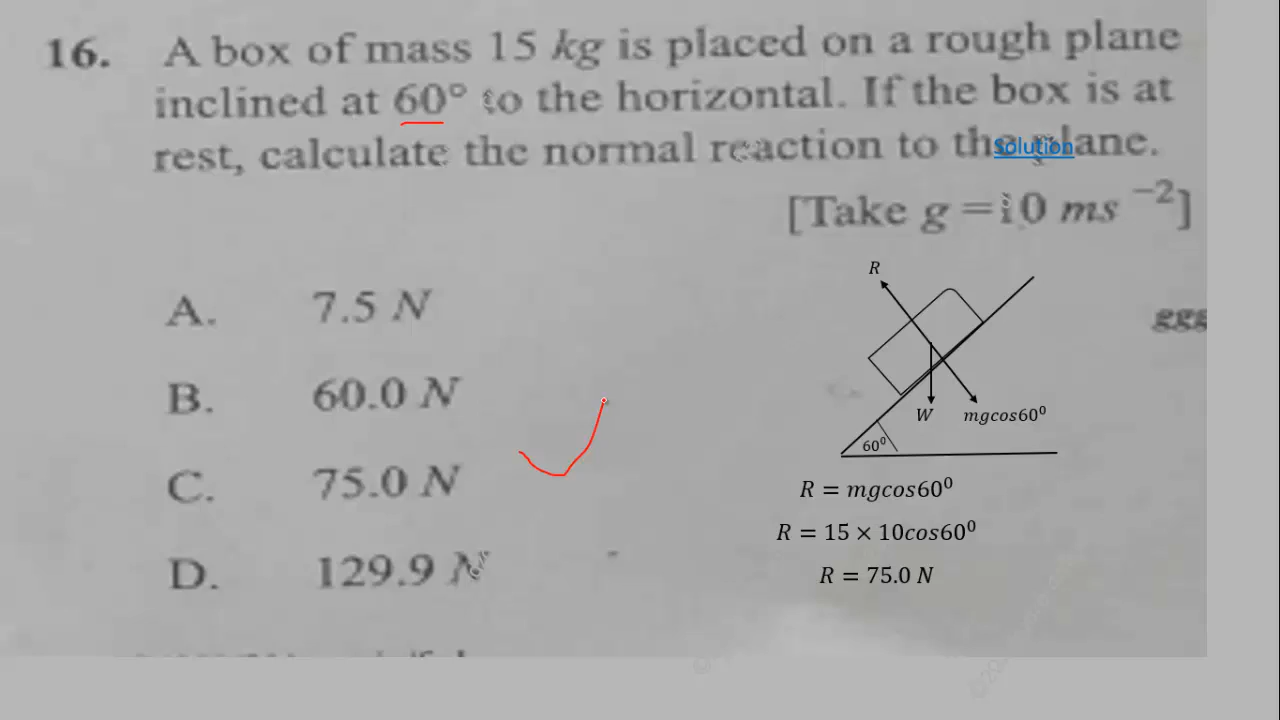 16. A box of mass 15 kg is placed on a rough plane
inclined at 60° to the horizontal. If the box is at
rest, calculate the normal reaction to the plane.
Solution
[Take g = 10 ms ⁻²]
A. 7.5 N
B. 60.0 N
C. 75.0 N
D. 129.9 N
ggg
R
W
mgcos60⁰
60⁰
R = mgcos60⁰
R = 15 × 10cos60⁰
R = 75.0 N